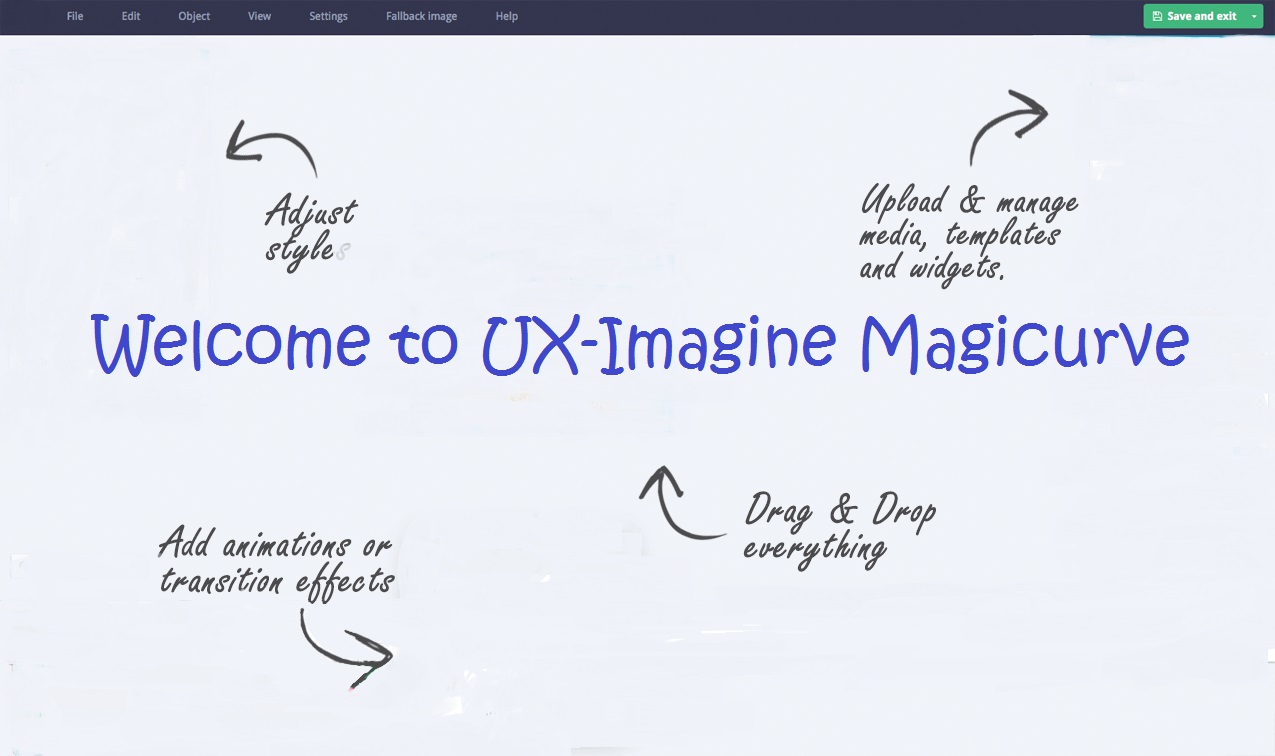 File Edit Object View Settings Fallback image Help Save and exit
Adjust
styles
Upload & manage
media, templates
and widgets.
Welcome to UX-Imagine Magicurve
Drag & Drop
everything
Add animations or
transition effects